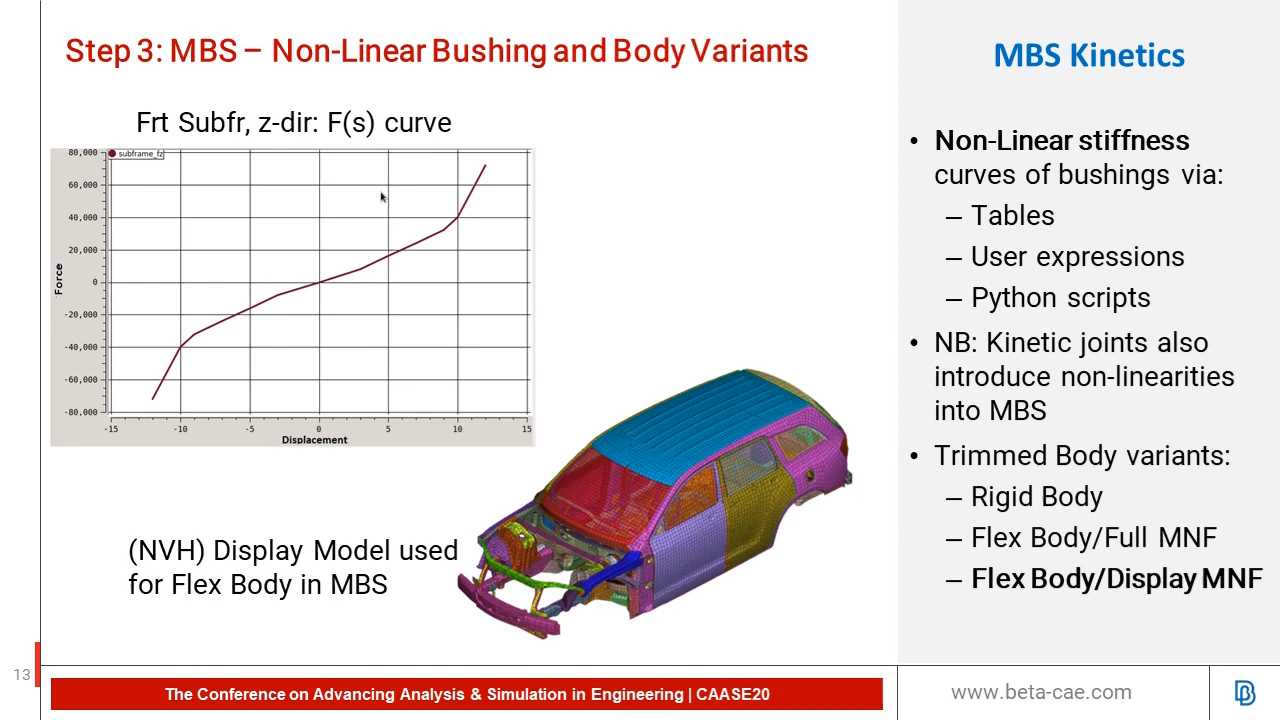 Step 3: MBS – Non-Linear Bushing and Body Variants
MBS Kinetics
Frt Subfr, z-dir: F(s) curve
subframe_fz
80,000
60,000
40,000
20,000
0
-20,000
-40,000
-60,000
-80,000
Force
-15 -10 -5 0 5 10 15
Displacement
(NVH) Display Model used
for Flex Body in MBS
• Non-Linear stiffness
curves of bushings via:
– Tables
– User expressions
– Python scripts
• NB: Kinetic joints also
introduce non-linearities
into MBS
• Trimmed Body variants:
– Rigid Body
– Flex Body/Full MNF
– Flex Body/Display MNF
13
The Conference on Advancing Analysis & Simulation in Engineering | CAASE20
www.beta-cae.com